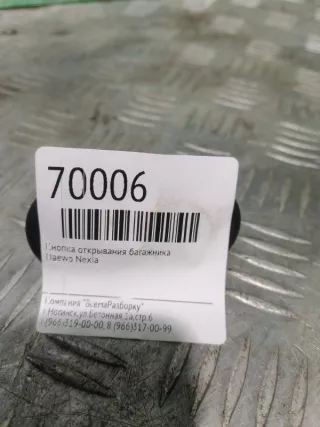 70006
Кнопка открывания багажника
Daewo Nexia
Компания "ВсемаРазборку"
г Ногинск,ул.Бетонная 1а,стр.6
(966)319-00-00, 8 (966)317-00-99